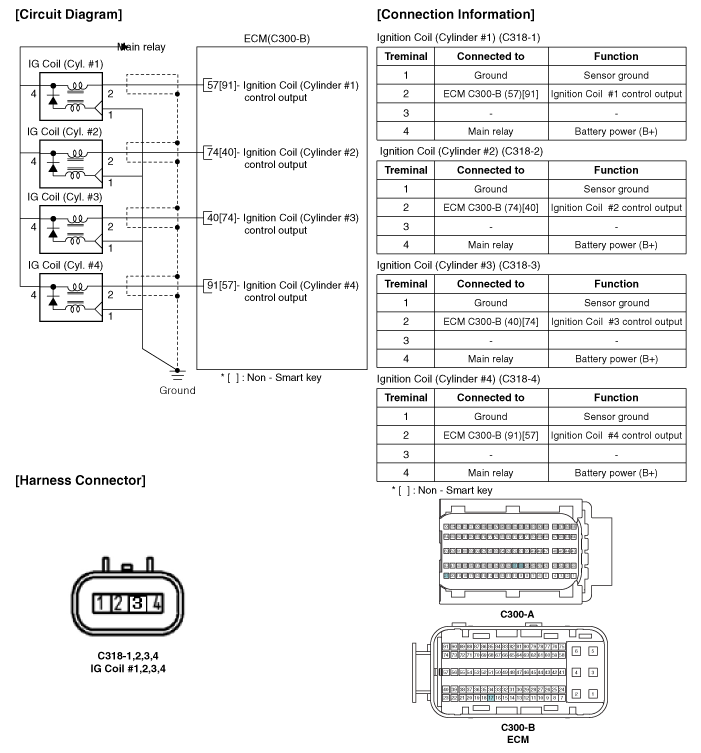 [Circuit Diagram]
Main relay
ECM(C300-B)
IG Coil (Cyl. #1)
4
2
1
57[91]- Ignition Coil (Cylinder #1)
control output
IG Coil (Cyl. #2)
4
2
1
74[40]- Ignition Coil (Cylinder #2)
control output
IG Coil (Cyl. #3)
4
2
1
40[74]- Ignition Coil (Cylinder #3)
control output
IG Coil (Cyl. #4)
4
2
1
91[57]- Ignition Coil (Cylinder #4)
control output
Ground
* [ ] : Non - Smart key
[Connection Information]
Ignition Coil (Cylinder #1) (C318-1)
Treminal Connected to Function
1 Ground Sensor ground
2 ECM C300-B (57)[91] Ignition Coil #1 control output
3 - -
4 Main relay Battery power (B+)
Ignition Coil (Cylinder #2) (C318-2)
Treminal Connected to Function
1 Ground Sensor ground
2 ECM C300-B (74)[40] Ignition Coil #2 control output
3 - -
4 Main relay Battery power (B+)
Ignition Coil (Cylinder #3) (C318-3)
Treminal Connected to Function
1 Ground Sensor ground
2 ECM C300-B (40)[74] Ignition Coil #3 control output
3 - -
4 Main relay Battery power (B+)
Ignition Coil (Cylinder #4) (C318-4)
Treminal Connected to Function
1 Ground Sensor ground
2 ECM C300-B (91)[57] Ignition Coil #4 control output
3 - -
4 Main relay Battery power (B+)
* [ ] : Non - Smart key
[Harness Connector]
1 2 3 4
C318-1,2,3,4
IG Coil #1,2,3,4
C300-A
C300-B
ECM